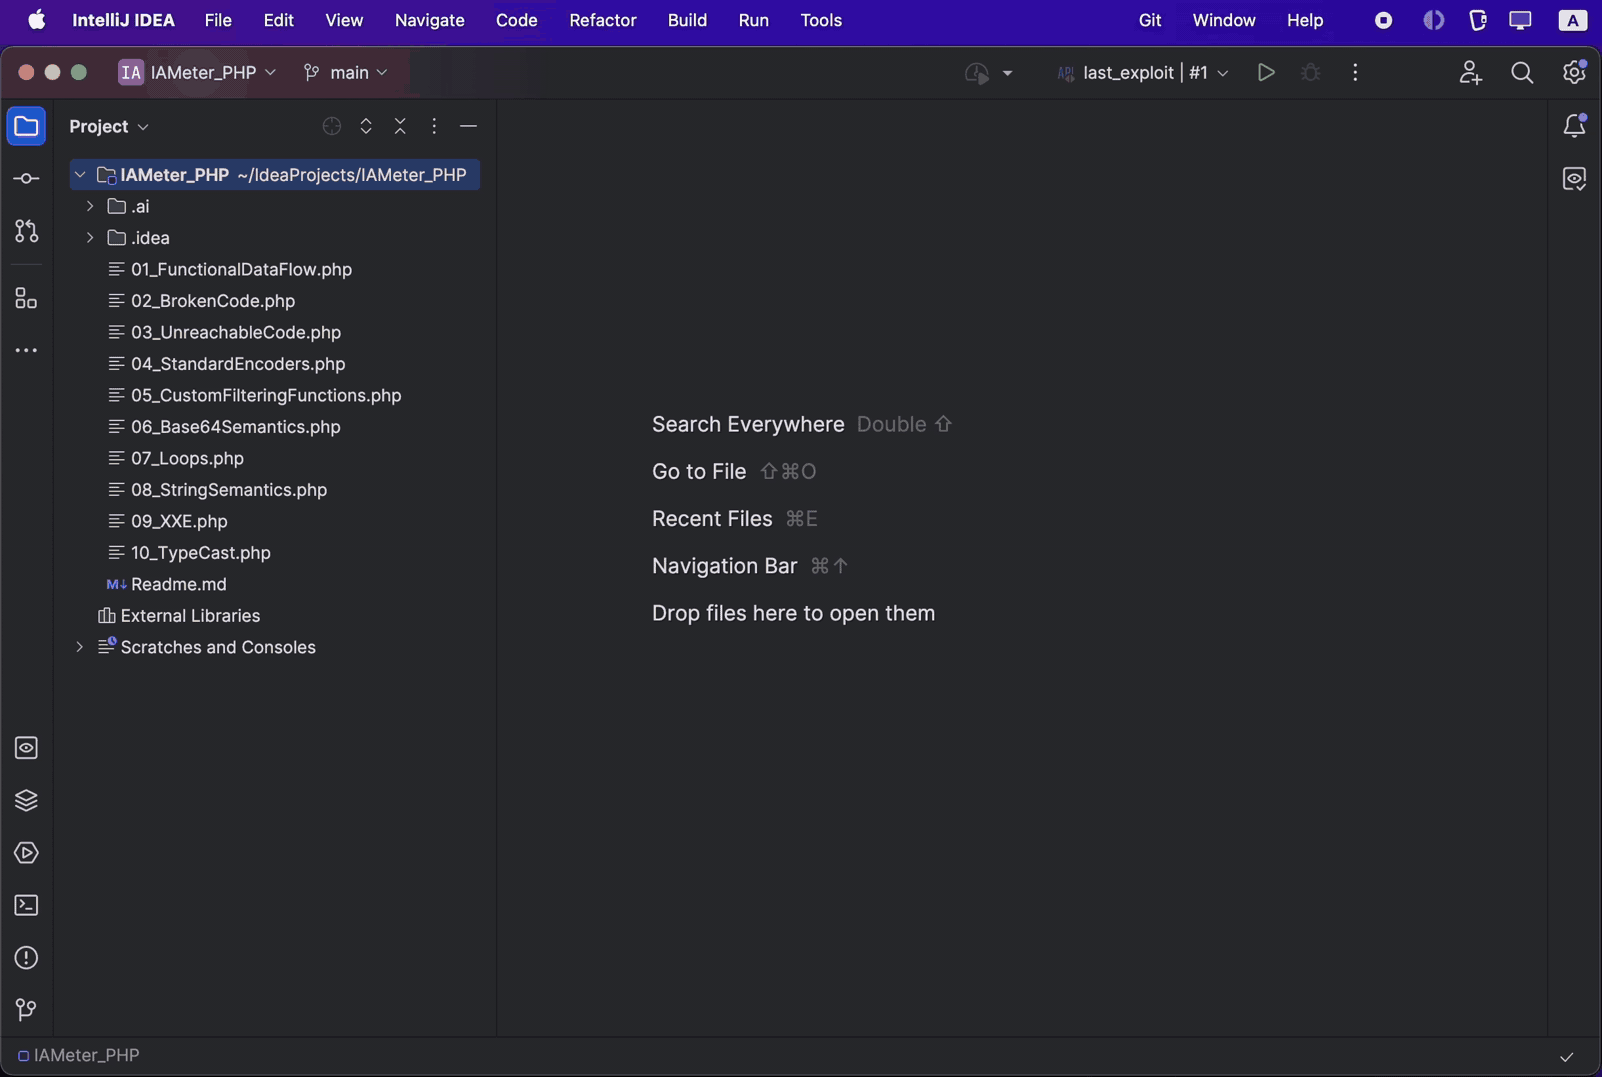 IntelliJ IDEA File Edit View Navigate Code Refactor Build Run Tools Git Window Help A
IA IAMeter_PHP main API last_exploit | #1
Project
IAMeter_PHP ~/IdeaProjects/IAMeter_PHP
.ai
.idea
01_FunctionalDataFlow.php
02_BrokenCode.php
03_UnreachableCode.php
04_StandardEncoders.php
05_CustomFilteringFunctions.php
06_Base64Semantics.php
07_Loops.php
08_StringSemantics.php
09_XXE.php
10_TypeCast.php
M↓ Readme.md
External Libraries
Scratches and Consoles
Search Everywhere Double ⇧
Go to File ⇧⌘O
Recent Files ⌘E
Navigation Bar ⌘↑
Drop files here to open them
IAMeter_PHP